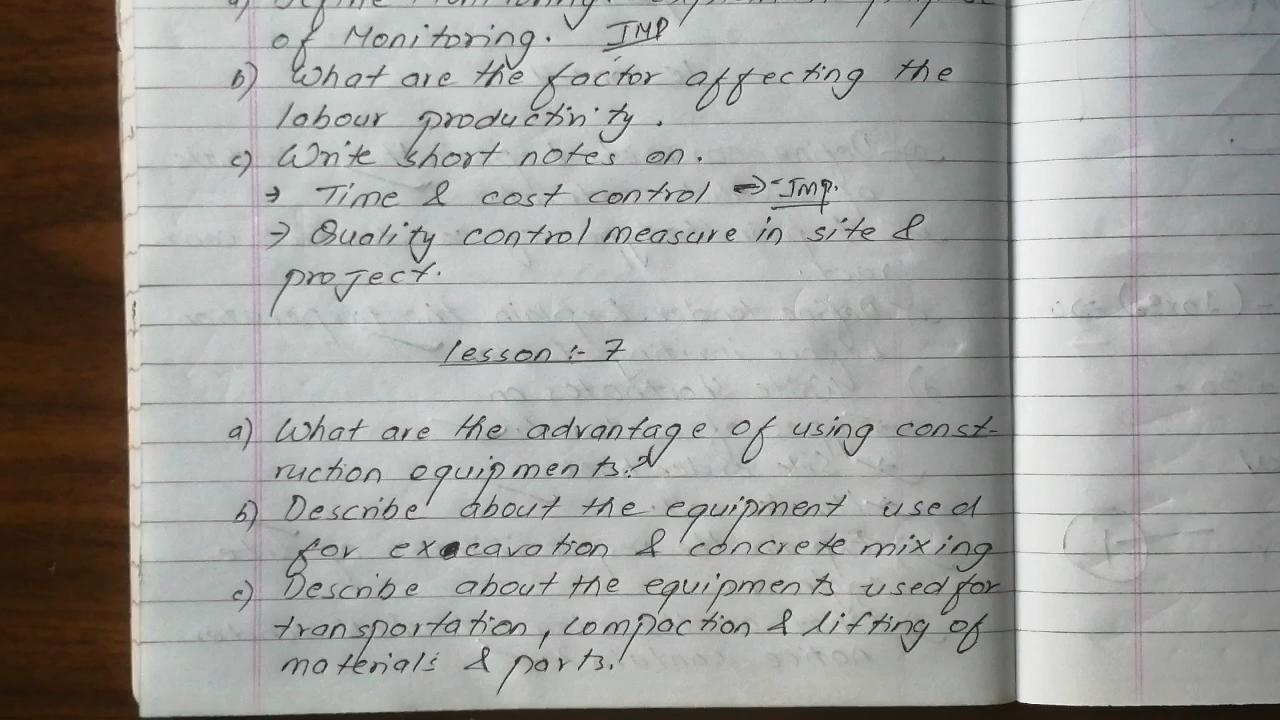 a) Define Monitoring.
of Monitoring. IMP
b) What are the factor affecting the
labour productivity.
c) Write short notes on.
→ Time & cost control ⇒ - Imp.
→ Quality control measure in site &
project.
lesson :- 7
a) What are the advantage of using const-
ruction equipments.
b) Describe about the equipment used
for excavation & concrete mixing
c) Describe about the equipments used for
transportation, compaction & lifting of
materials & parts.